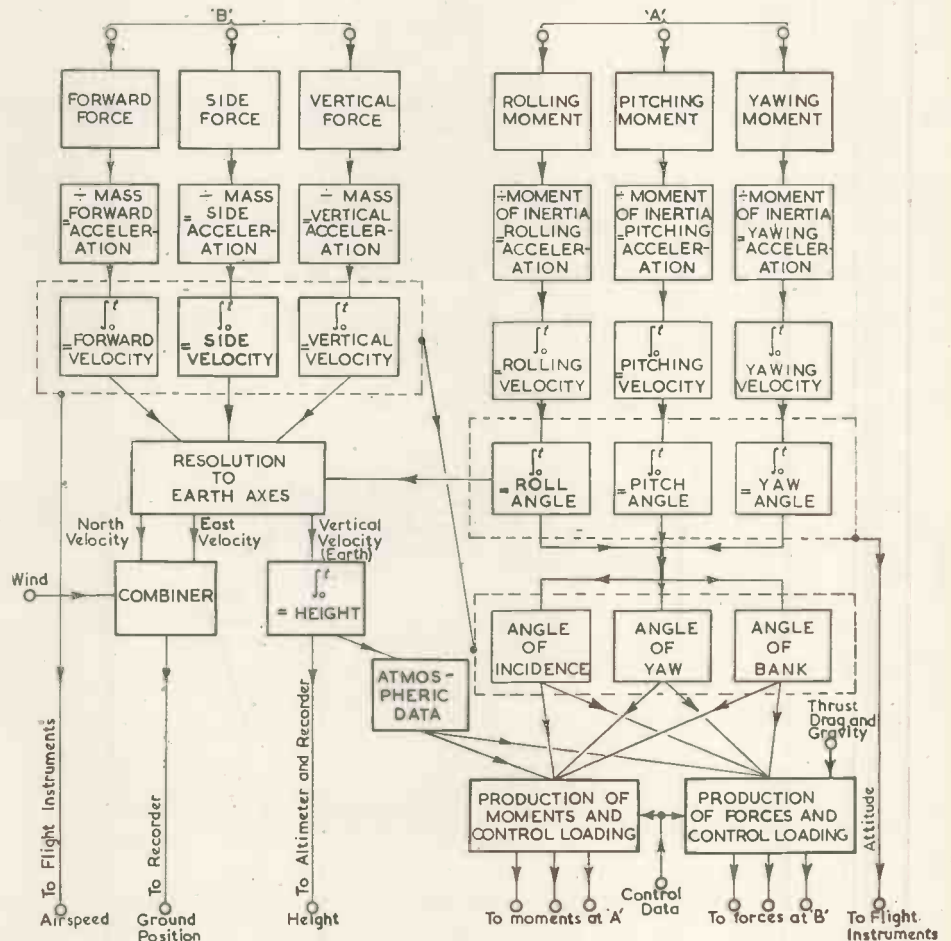 'B'
'A'
FORWARD
FORCE
SIDE
FORCE
VERTICAL
FORCE
ROLLING
MOMENT
PITCHING
MOMENT
YAWING
MOMENT
÷ MASS
= FORWARD
ACCELER-
ATION
÷ MASS
= SIDE
ACCELER-
ATION
÷ MASS
= VERTICAL
ACCELER-
ATION
÷ MOMENT
OF INERTIA
= ROLLING
ACCELER-
ATION
÷ MOMENT
OF INERTIA
= PITCHING
ACCELER-
ATION
÷ MOMENT
OF INERTIA
= YAWING
ACCELER-
ATION
∫₀ᵗ
= FORWARD
VELOCITY
∫₀ᵗ
= SIDE
VELOCITY
∫₀ᵗ
= VERTICAL
VELOCITY
∫₀ᵗ
= ROLLING
VELOCITY
∫₀ᵗ
= PITCHING
VELOCITY
∫₀ᵗ
= YAWING
VELOCITY
RESOLUTION
TO
EARTH AXES
∫₀ᵗ
= ROLL
ANGLE
∫₀ᵗ
= PITCH
ANGLE
∫₀ᵗ
= YAW
ANGLE
North
Velocity
East
Velocity
Vertical
Velocity
(Earth)
Wind
COMBINER
∫₀ᵗ
= HEIGHT
ATMOS-
PHERIC
DATA
ANGLE
OF
INCIDENCE
ANGLE
OF
YAW
ANGLE
OF
BANK
Thrust
Drag and
Gravity
PRODUCTION OF
MOMENTS AND
CONTROL LOADING
PRODUCTION
OF FORCES AND
CONTROL LOADING
To Flight Instruments
To Recorder
To Altimeter and Recorder
Attitude
Airspeed
Ground
Position
Height
To moments at 'A'
Control
Data
To forces at 'B'
To Flight
Instruments